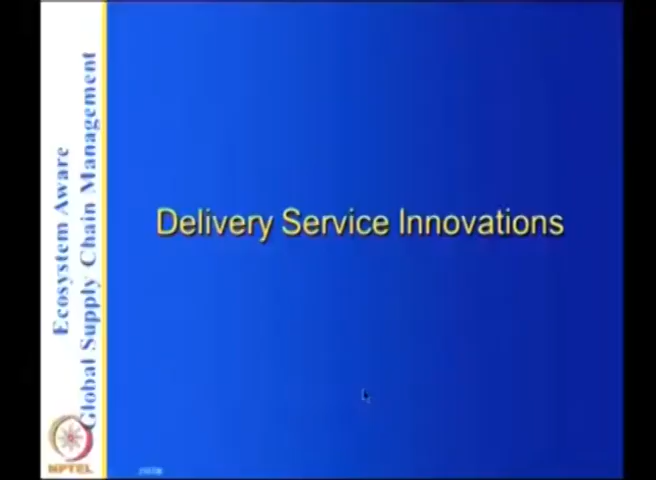 Ecosystem Aware
Global Supply Chain Management
Delivery Service Innovations
NPTEL